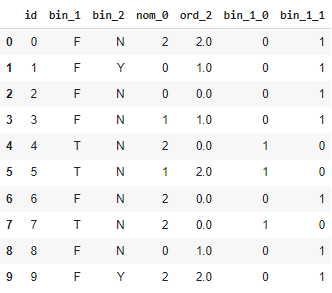 id bin_1 bin_2 nom_0 ord_2 bin_1_0 bin_1_1
0 0 F N 2 2.0 0 1
1 1 F Y 0 1.0 0 1
2 2 F N 0 0.0 0 1
3 3 F N 1 1.0 0 1
4 4 T N 2 0.0 1 0
5 5 T N 1 2.0 1 0
6 6 F N 2 0.0 0 1
7 7 T N 2 0.0 1 0
8 8 F N 0 1.0 0 1
9 9 F Y 2 2.0 0 1